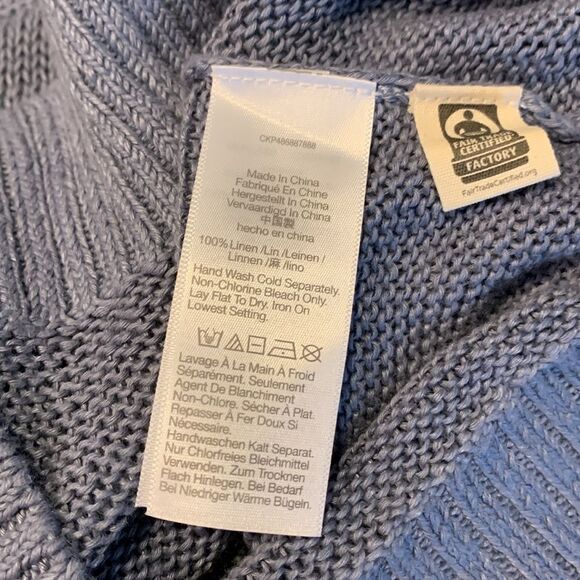 CKP486887888
Made In China
Fabriqué En Chine
Hergestellt In China
Vervaardigd In China
中国製
hecho en china
100% Linen /Lin /Leinen /
Linnen /麻 /lino
Hand Wash Cold Separately.
Non-Chlorine Bleach Only.
Lay Flat To Dry. Iron On
Lowest Setting.
Lavage À La Main À Froid
Séparément. Seulement
Agent De Blanchiment
Non-Chlore. Sécher À Plat.
Repasser À Fer Doux Si
Nécessaire.
Handwaschen Kalt Separat.
Nur Chlorfreies Bleichmittel
Verwenden. Zum Trocknen
Flach Hinlegen. Bei Bedarf
Bei Niedriger Wärme Bügeln.
FAIR TRADE
CERTIFIED
FACTORY
FairTradeCertified.org